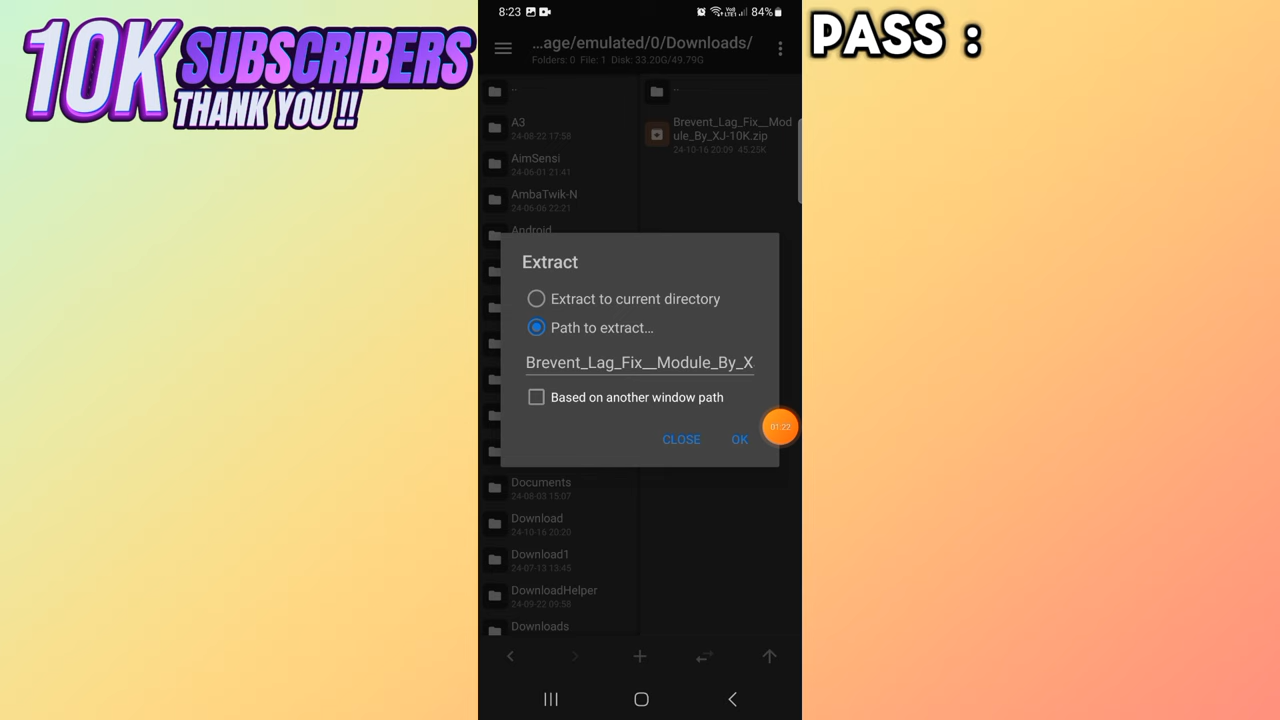 10K SUBSCRIBERS
THANK YOU !!
PASS :
8:23
84%
...age/emulated/0/Downloads/
Folders: 0 File: 1 Disk: 33.20G/49.79G
..
A3
24-08-22 17:58
AimSensi
24-06-01 21:41
AmbaTwik-N
24-06-06 22:21
Android
..
Brevent_Lag_Fix__Mod
ule_By_XJ-10K.zip
24-10-16 20:09 45.25K
Extract
Extract to current directory
Path to extract...
Brevent_Lag_Fix__Module_By_X
Based on another window path
CLOSE
OK
01:22
Documents
24-08-03 15:07
Download
24-10-16 20:20
Download1
24-07-13 13:45
DownloadHelper
24-09-22 09:58
Downloads